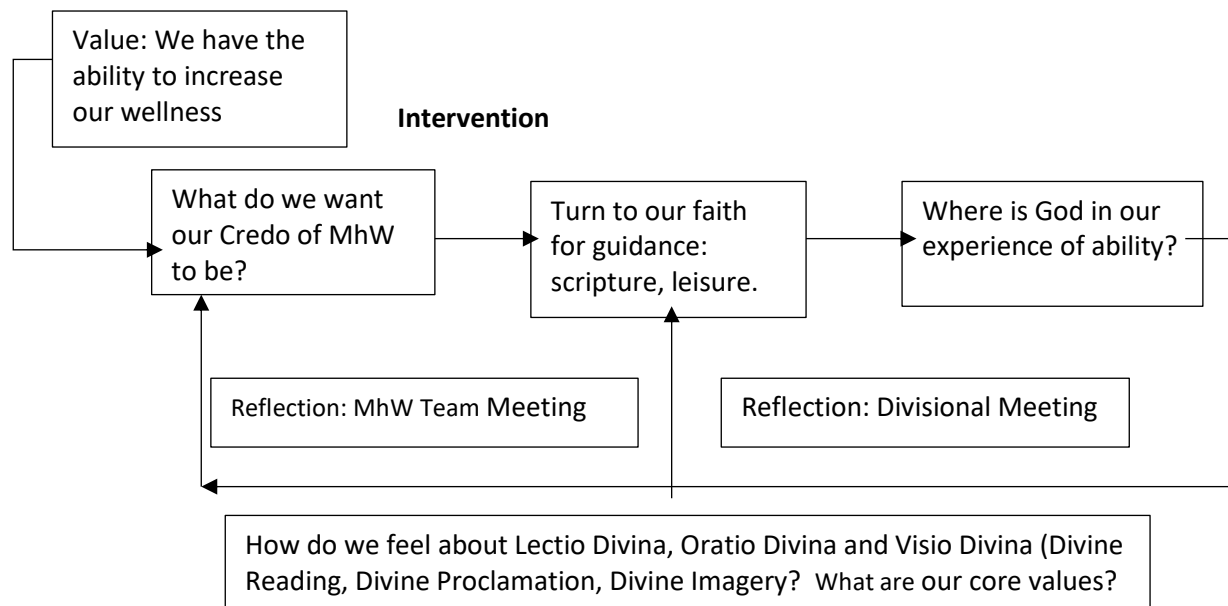 Value: We have the
ability to increase
our wellness
Intervention
What do we want
our Credo of MhW
to be?
Turn to our faith
for guidance:
scripture, leisure.
Where is God in our
experience of ability?
Reflection: MhW Team Meeting
Reflection: Divisional Meeting
How do we feel about Lectio Divina, Oratio Divina and Visio Divina (Divine
Reading, Divine Proclamation, Divine Imagery? What are our core values?